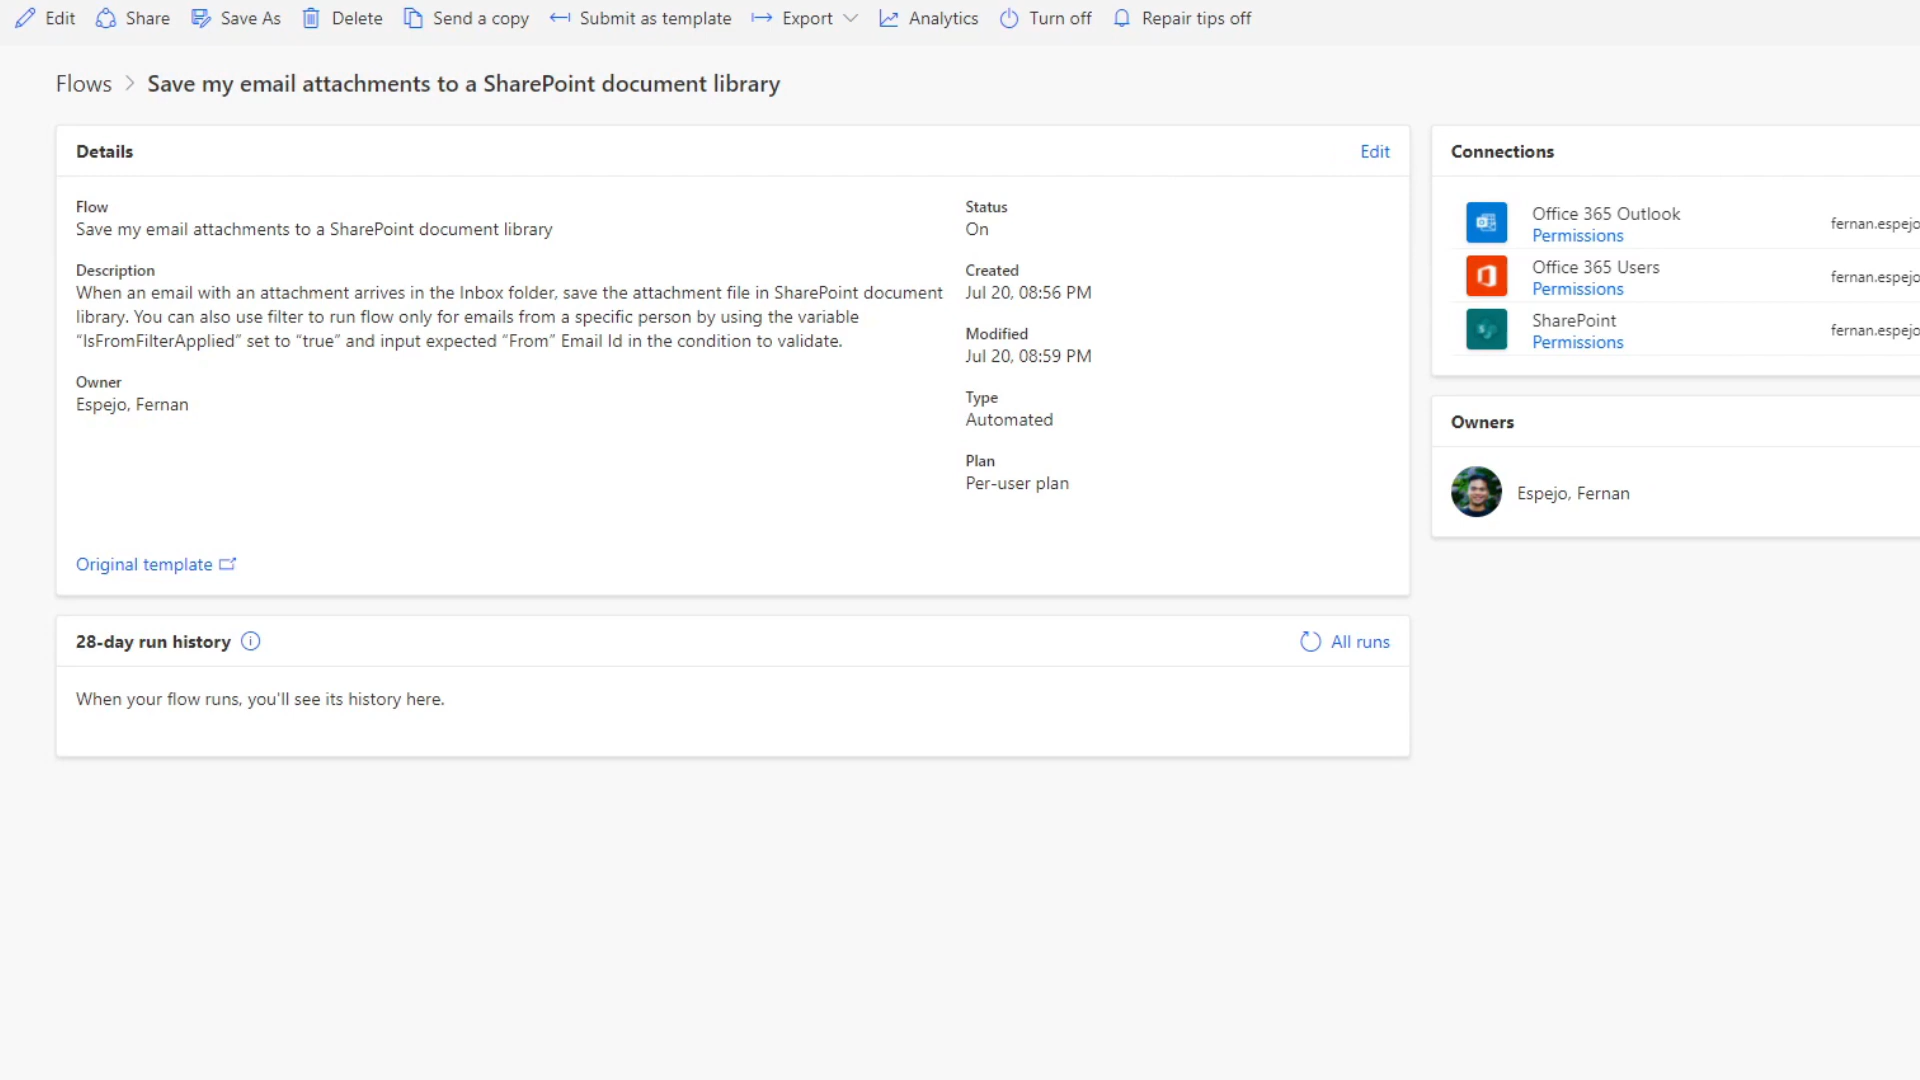 Edit Share Save As Delete Send a copy Submit as template Export Analytics Turn off Repair tips off
Flows > Save my email attachments to a SharePoint document library
Details Edit
Flow
Save my email attachments to a SharePoint document library
Description
When an email with an attachment arrives in the Inbox folder, save the attachment file in SharePoint document
library. You can also use filter to run flow only for emails from a specific person by using the variable
“IsFromFilterApplied” set to “true” and input expected “From” Email Id in the condition to validate.
Owner
Espejo, Fernan
Status
On
Created
Jul 20, 08:56 PM
Modified
Jul 20, 08:59 PM
Type
Automated
Plan
Per-user plan
Original template
28-day run history All runs
When your flow runs, you'll see its history here.
Connections
Office 365 Outlook
Permissions
fernan.espejo
Office 365 Users
Permissions
fernan.espejo
SharePoint
Permissions
fernan.espejo
Owners
Espejo, Fernan